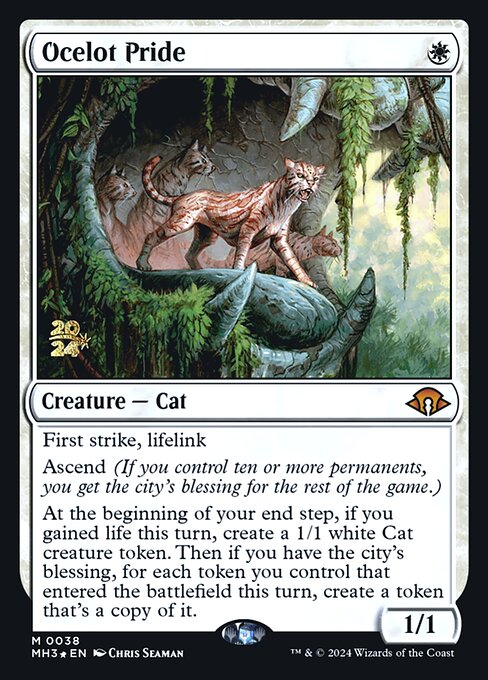 Ocelot Pride
2024
Creature — Cat
First strike, lifelink
Ascend (If you control ten or more permanents,
you get the city's blessing for the rest of the game.)
At the beginning of your end step, if you
gained life this turn, create a 1/1 white Cat
creature token. Then if you have the city's
blessing, for each token you control that
entered the battlefield this turn, create a token
that's a copy of it.
1/1
M 0038
MH3★EN Chris Seaman
™ & © 2024 Wizards of the Coast